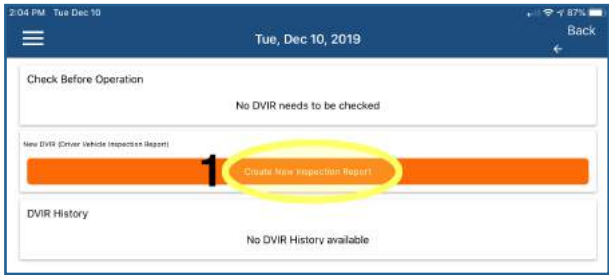 2:04 PM Tue Dec 10
87%
Tue, Dec 10, 2019
Back
Check Before Operation
No DVIR needs to be checked
New DVIR (Driver Vehicle Inspection Report)
1
Create New Inspection Report
DVIR History
No DVIR History available